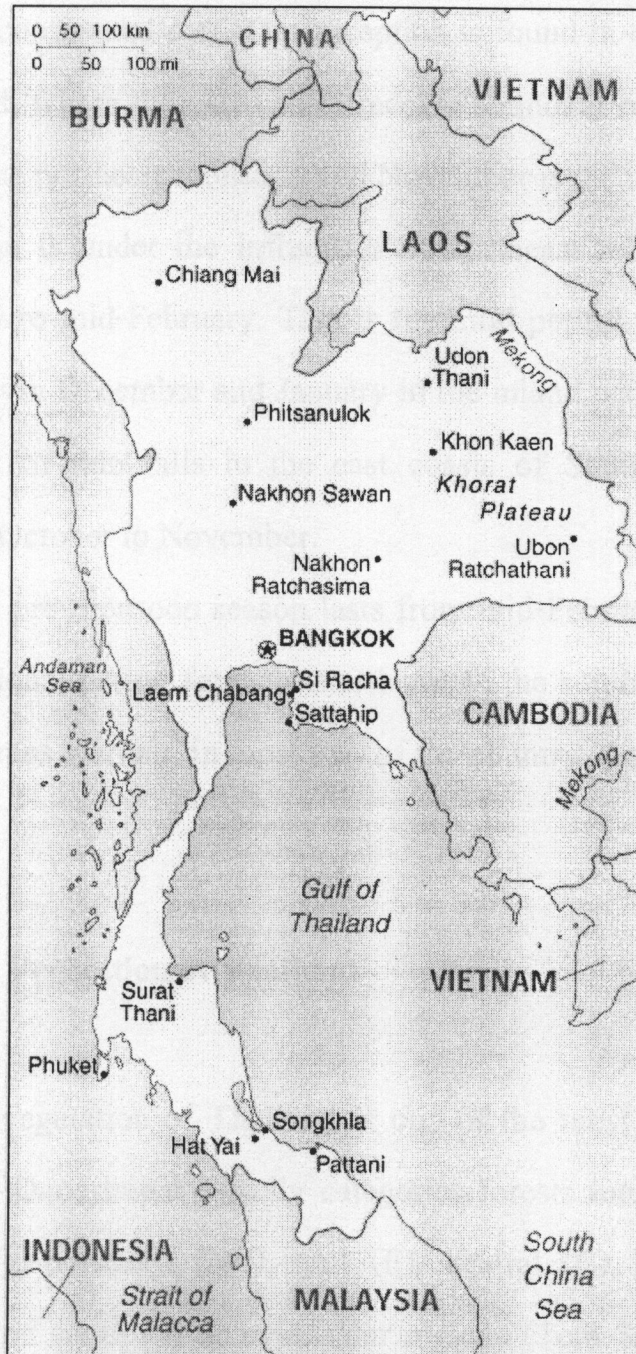 0 50 100 km
0 50 100 mi
CHINA
VIETNAM
BURMA
LAOS
Chiang Mai
Mekong
Udon
Thani
Phitsanulok
Khon Kaen
Khorat
Plateau
Nakhon Sawan
Ubon
Ratchathani
Nakhon
Ratchasima
BANGKOK
Andaman
Sea
Si Racha
Laem Chabang
Sattahip
CAMBODIA
Mekong
Gulf of
Thailand
VIETNAM
Surat
Thani
Phuket
Songkhla
Hat Yai
Pattani
INDONESIA
Strait of
Malacca
MALAYSIA
South
China
Sea